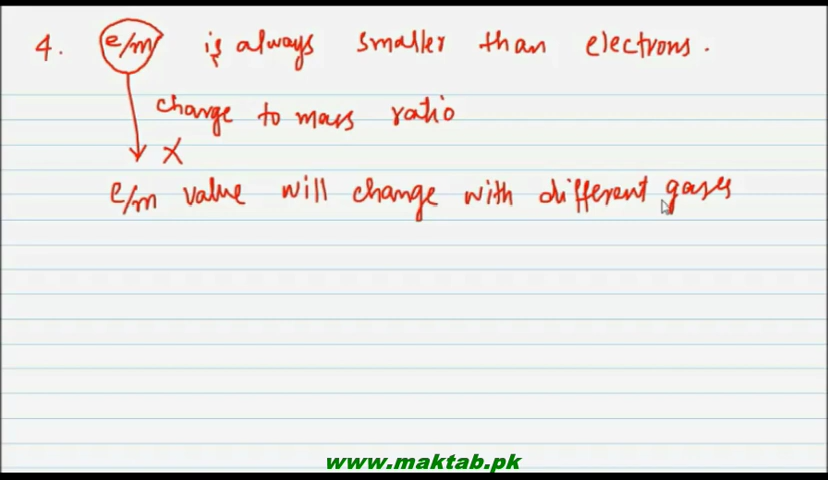 4. e/m is always smaller than electrons.
charge to mass ratio
X
e/m value will change with different gases
www.maktab.pk